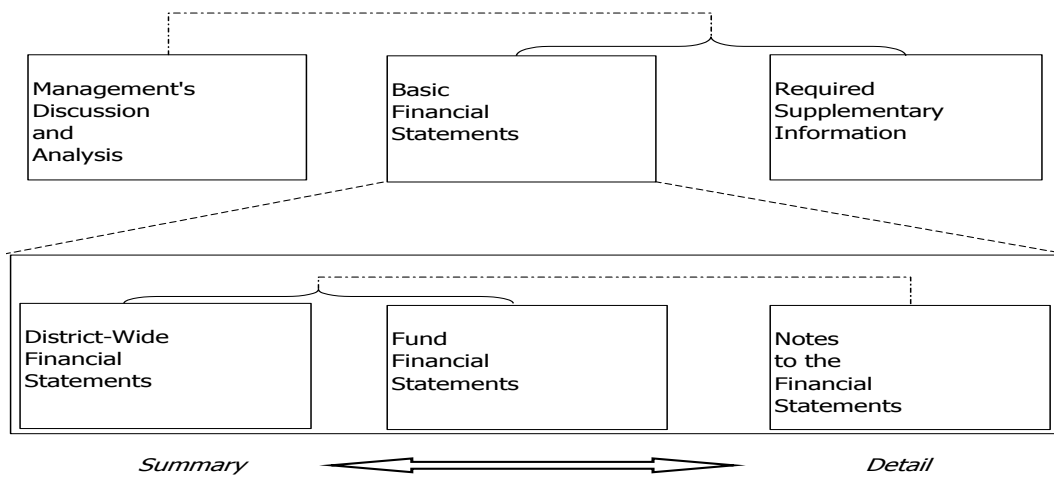 Management's
Discussion
and
Analysis
Basic
Financial
Statements
Required
Supplementary
Information
District-Wide
Financial
Statements
Fund
Financial
Statements
Notes
to the
Financial
Statements
Summary
Detail